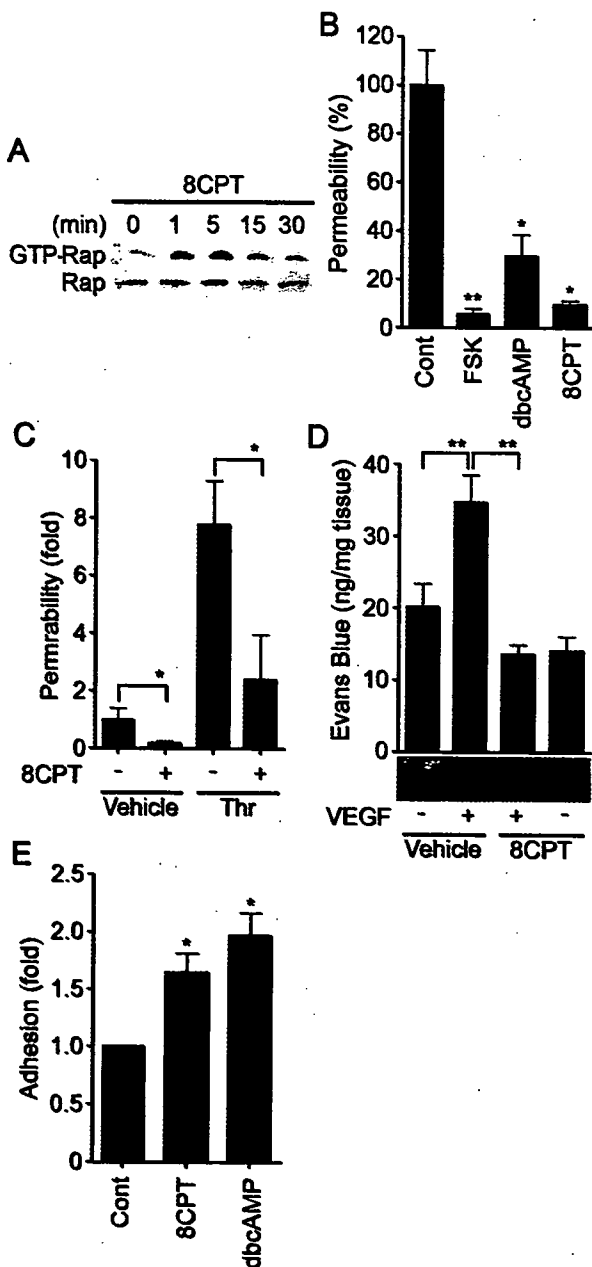 A
8CPT
(min) 0 1 5 15 30
GTP-Rap
Rap
B
Permeability (%)
120
100
80
60
40
20
0
**
*
*
Cont
FSK
dbcAMP
8CPT
C
Permrability (fold)
10
8
6
4
2
0
*
*
8CPT - + - +
Vehicle Thr
D
Evans Blue (ng/mg tissue)
40
30
20
10
0
** **
VEGF - + + -
Vehicle 8CPT
E
Adhesion (fold)
2.5
2.0
1.5
1.0
0.5
0
*
*
Cont
8CPT
dbcAMP